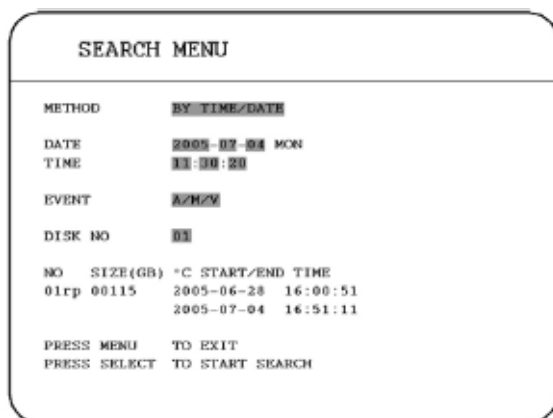 SEARCH MENU
METHOD BY TIME/DATE
DATE 2005-07-04 MON
TIME 11:30:20
EVENT A/M/V
DISK NO 01
NO SIZE(GB) °C START/END TIME
01rp 00115 2005-06-28 16:00:51
2005-07-04 16:51:11
PRESS MENU TO EXIT
PRESS SELECT TO START SEARCH